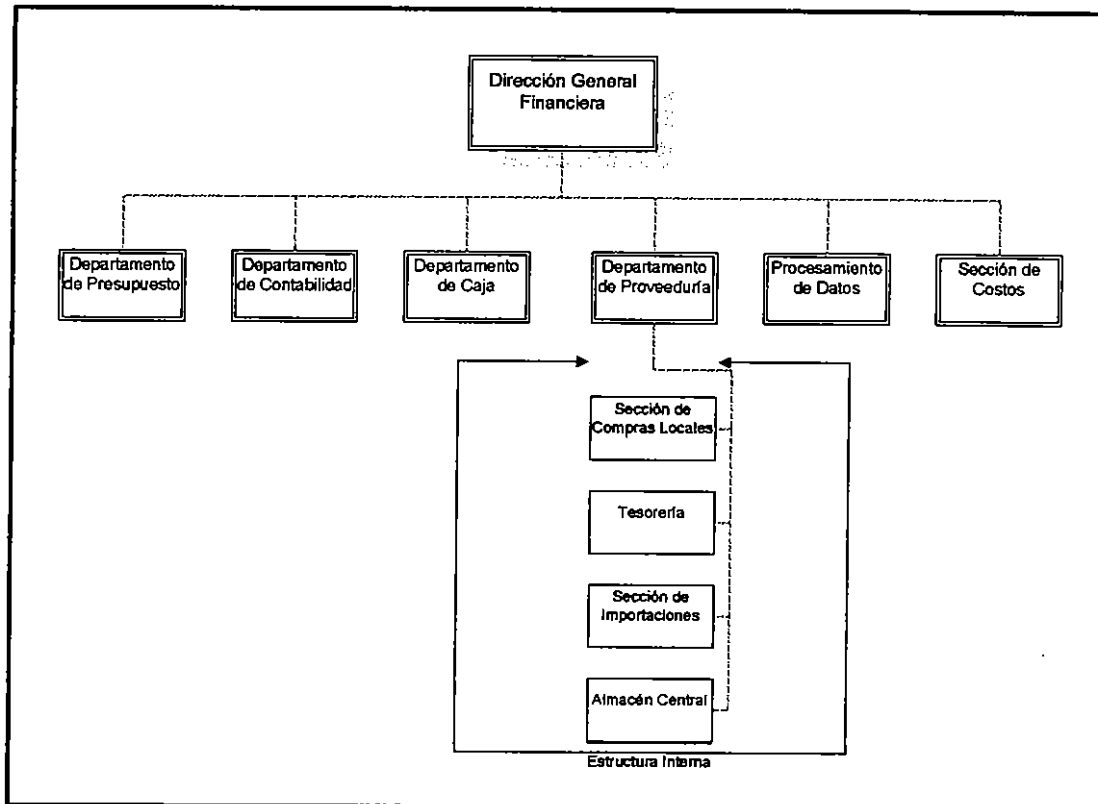 Dirección General
Financiera
Departamento
de Presupuesto
Departamento
de Contabilidad
Departamento
de Caja
Departamento
de Proveeduría
Procesamiento
de Datos
Sección de
Costos
Sección de
Compras Locales
Tesorería
Sección de
Importaciones
Almacén Central
Estructura Interna